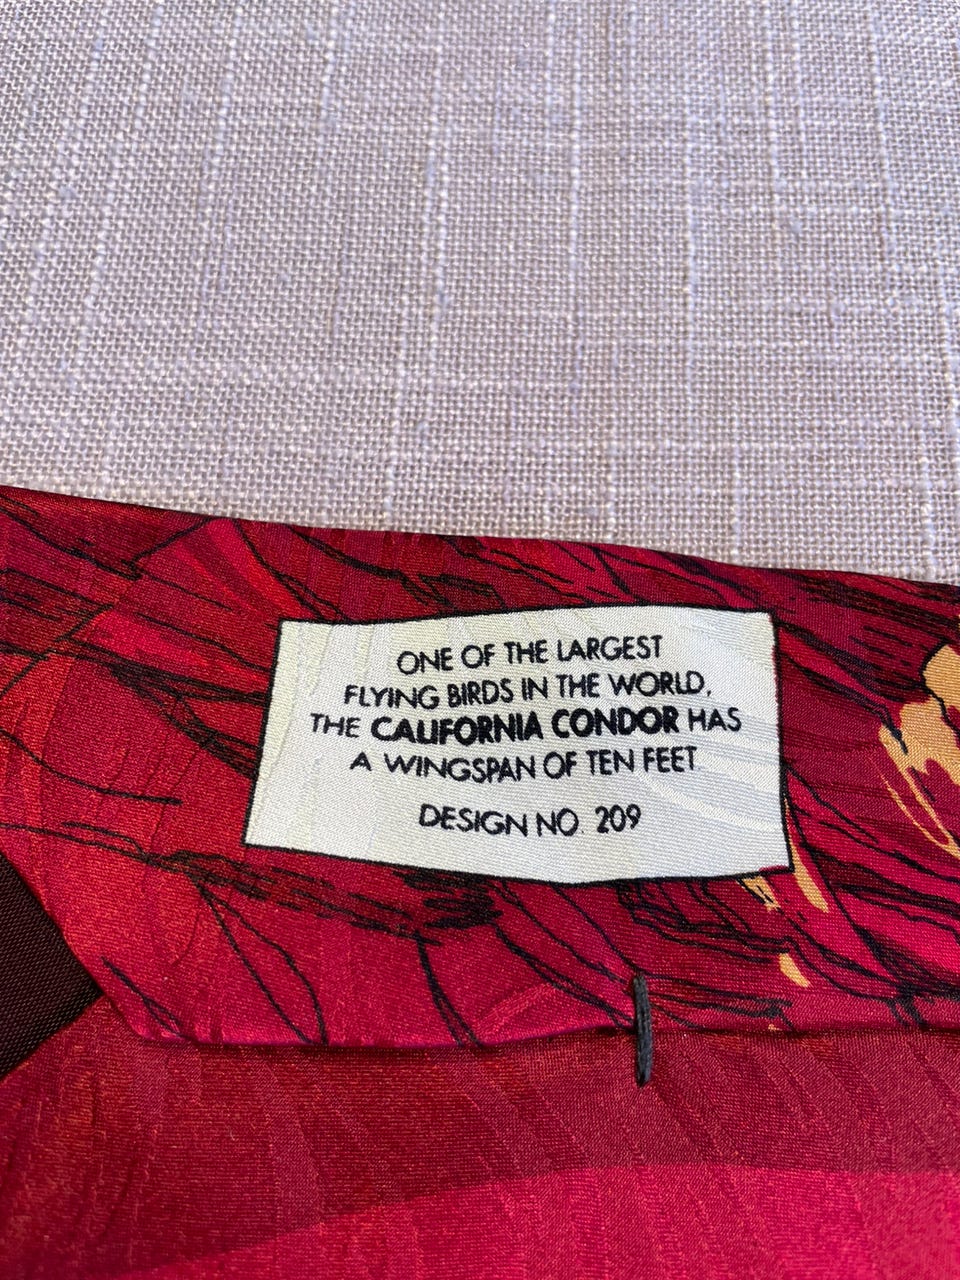 ONE OF THE LARGEST
FLYING BIRDS IN THE WORLD,
THE CALIFORNIA CONDOR HAS
A WINGSPAN OF TEN FEET
DESIGN NO. 209